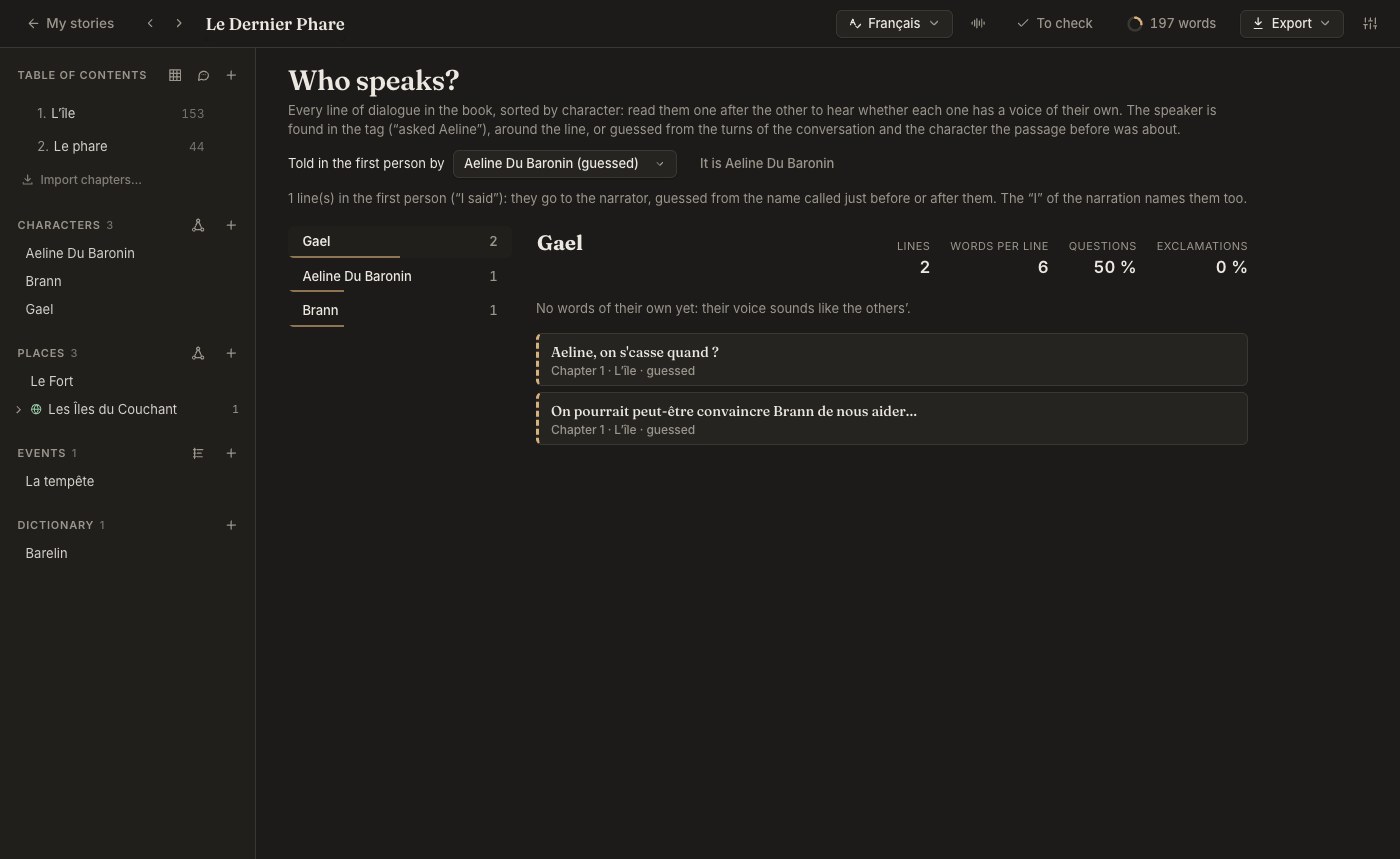 My stories
Le Dernier Phare
Français
To check
197 words
Export
TABLE OF CONTENTS
1. L'île 153
2. Le phare 44
Import chapters...
CHARACTERS 3
Aeline Du Baronin
Brann
Gael
PLACES 3
Le Fort
Les Îles du Couchant 1
EVENTS 1
La tempête
DICTIONARY 1
Barelin
Who speaks?
Every line of dialogue in the book, sorted by character: read them one after the other to hear whether each one has a voice of their own. The speaker is
found in the tag (“asked Aeline”), around the line, or guessed from the turns of the conversation and the character the passage before was about.
Told in the first person by Aeline Du Baronin (guessed) It is Aeline Du Baronin
1 line(s) in the first person (“I said”): they go to the narrator, guessed from the name called just before or after them. The “I” of the narration names them too.
Gael 2
Aeline Du Baronin 1
Brann 1
Gael
LINES WORDS PER LINE QUESTIONS EXCLAMATIONS
2 6 50 % 0 %
No words of their own yet: their voice sounds like the others’.
Aeline, on s'casse quand ?
Chapter 1 · L'île · guessed
On pourrait peut-être convaincre Brann de nous aider…
Chapter 1 · L'île · guessed